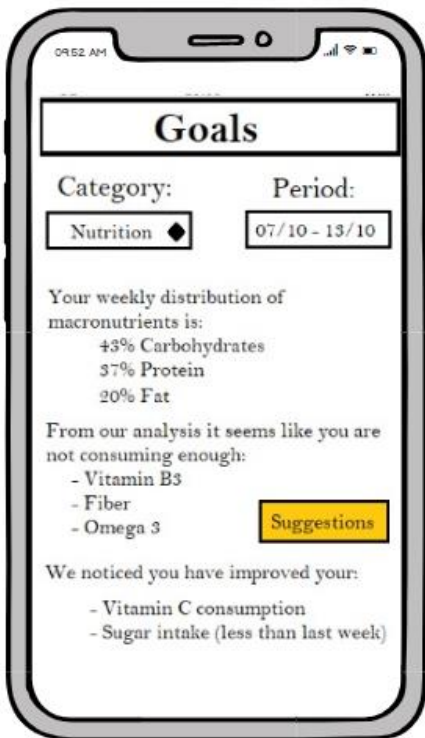 09:52 AM
Goals
Category:
Period:
Nutrition
07/10 - 13/10
Your weekly distribution of
macronutrients is:
43% Carbohydrates
37% Protein
20% Fat
From our analysis it seems like you are
not consuming enough:
- Vitamin B3
- Fiber
- Omega 3
Suggestions
We noticed you have improved your:
- Vitamin C consumption
- Sugar intake (less than last week)